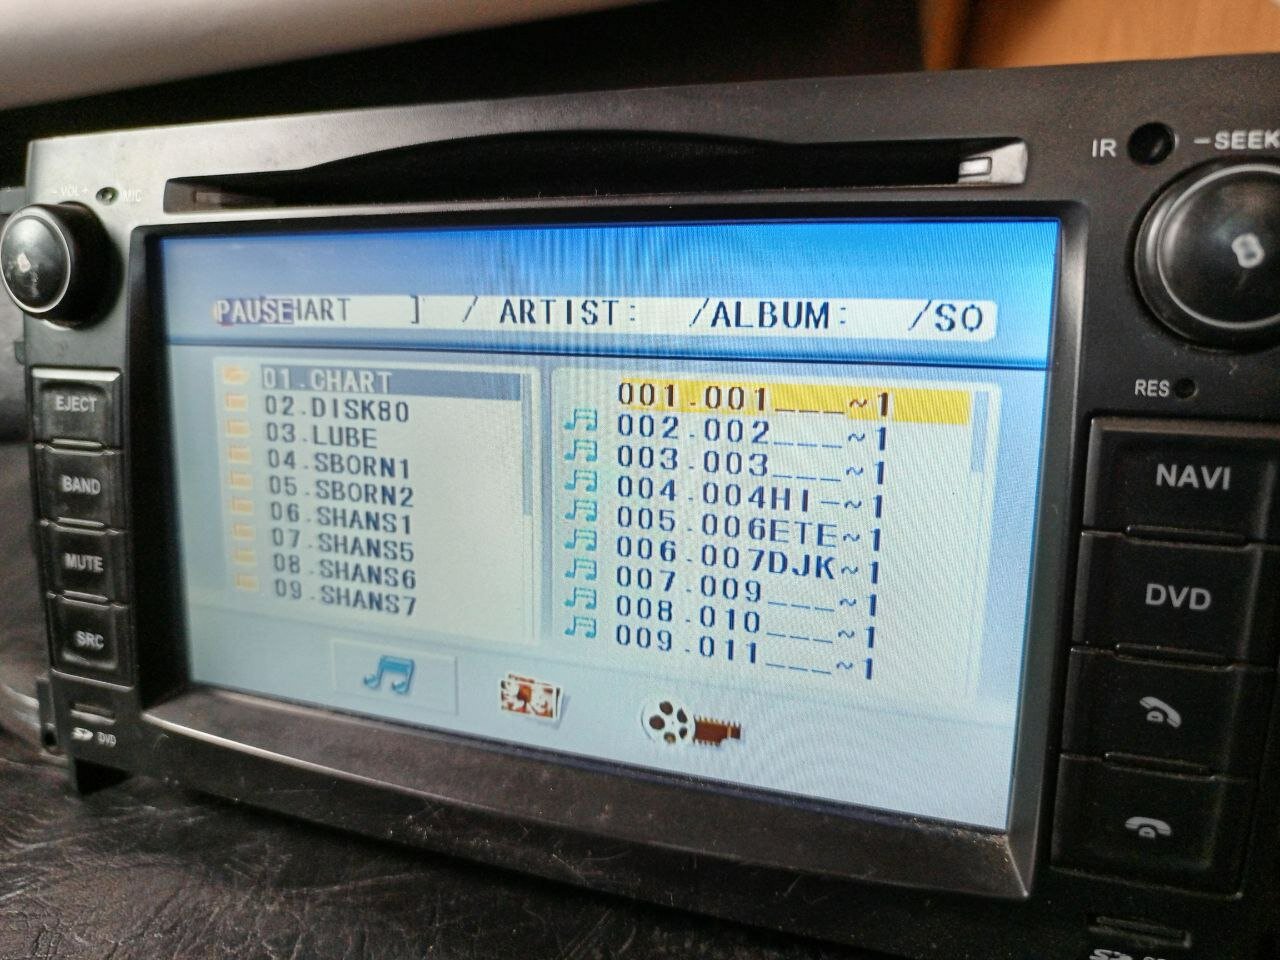 IR
- SEEK
- VOL +
MIC
PAUSE HART ] / ARTIST: /ALBUM: /SO
RES
EJECT
BAND
MUTE
SRC
01.CHART
02.DISK80
03.LUBE
04.SBORN1
05.SBORN2
06.SHANS1
07.SHANS5
08.SHANS6
09.SHANS7
001.001___~1
002.002___~1
003.003___~1
004.004HI-~1
005.006ETE~1
006.007DJK~1
007.009___~1
008.010___~1
009.011___~1
NAVI
DVD
DVD